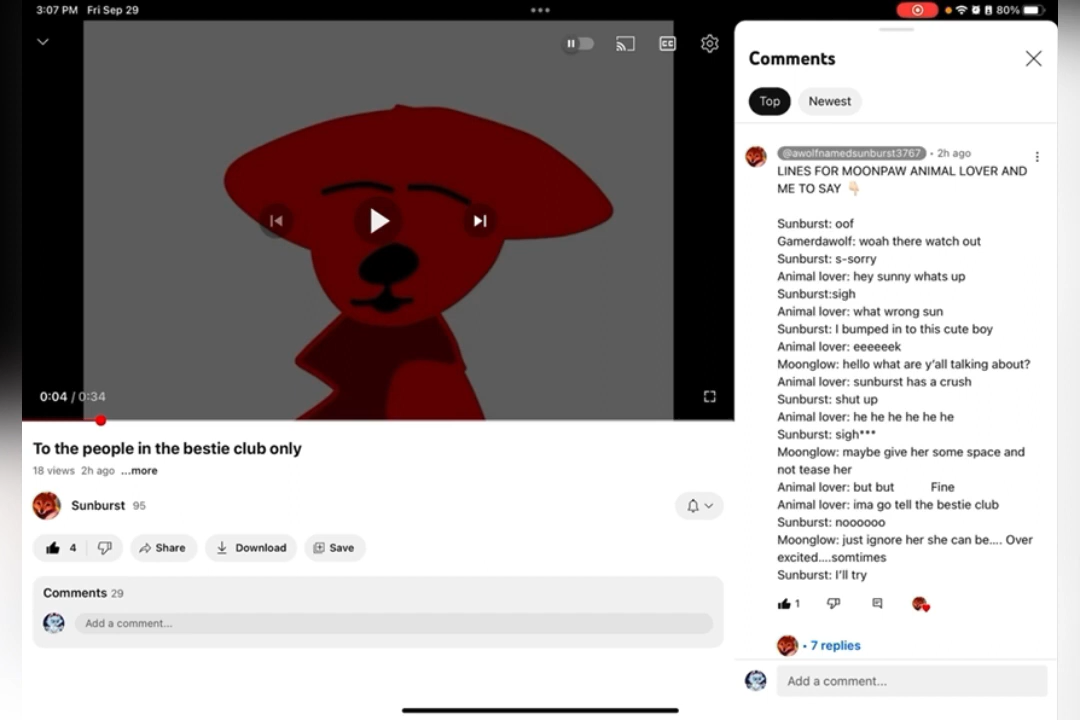 3:07 PM Fri Sep 29
80%
CC
0:04 / 0:34
To the people in the bestie club only
18 views 2h ago ...more
Sunburst 95
4
Share
Download
Save
Comments 29
Add a comment...
Comments
Top
Newest
@awolfnamedsunburst3767 • 2h ago
LINES FOR MOONPAW ANIMAL LOVER AND
ME TO SAY 👇🏻
Sunburst: oof
Gamerdawolf: woah there watch out
Sunburst: s-sorry
Animal lover: hey sunny whats up
Sunburst:sigh
Animal lover: what wrong sun
Sunburst: I bumped in to this cute boy
Animal lover: eeeeeek
Moonglow: hello what are y'all talking about?
Animal lover: sunburst has a crush
Sunburst: shut up
Animal lover: he he he he he he
Sunburst: sigh***
Moonglow: maybe give her some space and
not tease her
Animal lover: but but Fine
Animal lover: ima go tell the bestie club
Sunburst: noooooo
Moonglow: just ignore her she can be.... Over
excited....somtimes
Sunburst: I'll try
1
• 7 replies
Add a comment...